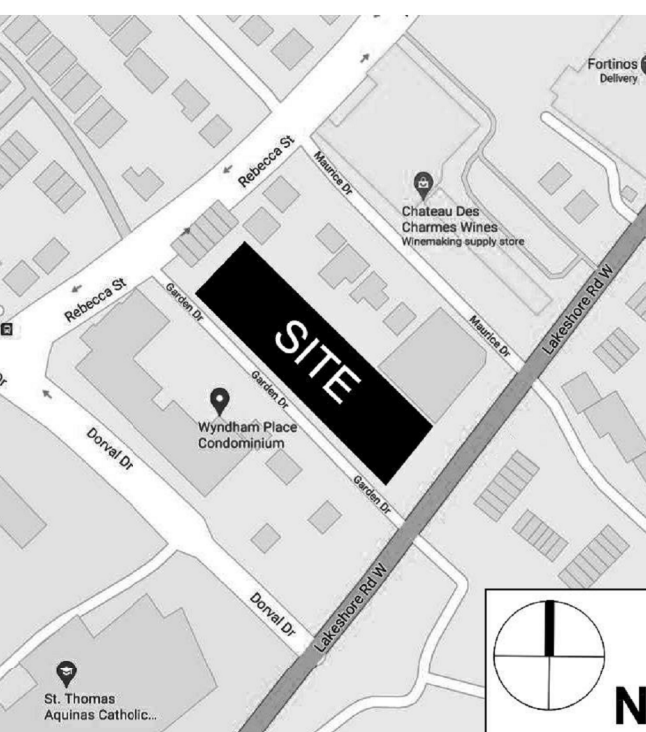 Fortinos
Delivery
Rebecca St
Maurice Dr
Chateau Des
Charmes Wines
Winemaking supply store
Lakeshore Rd W
Rebecca St
Garden Dr
SITE
Maurice Dr
Garden Dr
Wyndham Place
Condominium
Dorval Dr
Garden Dr
Lakeshore Rd W
Dorval Dr
St. Thomas
Aquinas Catholic...
N